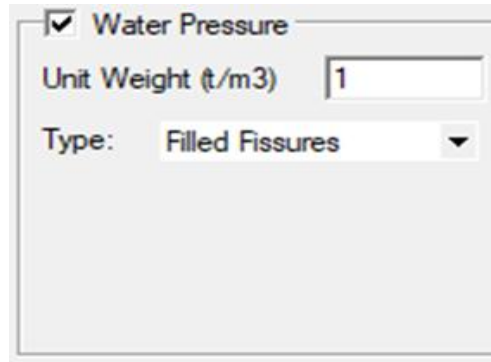 Water Pressure
Unit Weight (t/m3) 1
Type: Filled Fissures